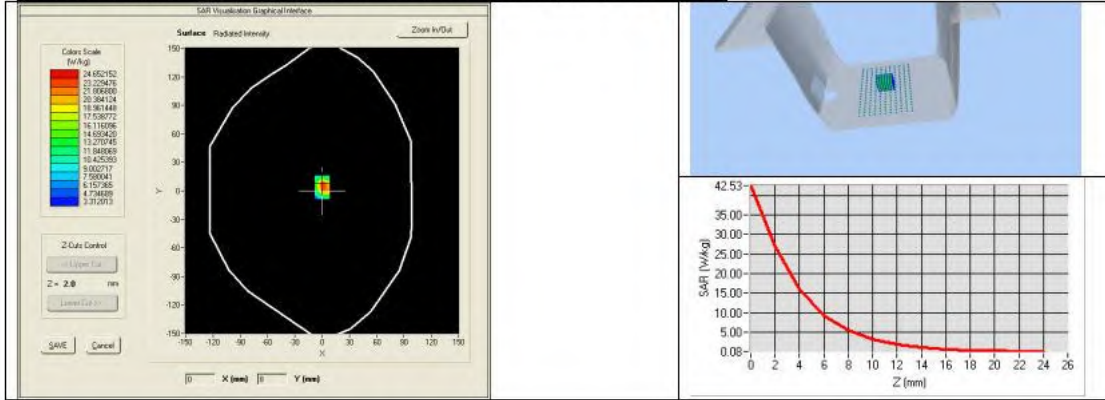 SAR Visualisation Graphical Interface
Surface Radiated Intensity
Zoom In/Out
Colors Scale
(W/kg)
24.652152
23.229476
21.806800
20.384124
18.961448
17.538772
16.116096
14.693420
13.270745
11.848069
10.425393
9.002717
7.580041
6.157365
4.734689
3.312013
Z-Cuts Control
<< Upper Cut
Z = 2.0 mm
Lower Cut >>
SAVE Cancel
150
120
90
60
30
0
-30
-60
-90
-120
-150
Y
-150 -120 -90 -60 -30 0 30 60 90 120 150
X
0 X (mm) 0 Y (mm)
42.53
35.00
30.00
25.00
20.00
15.00
10.00
5.00
0.08
SAR (W/kg)
0 2 4 6 8 10 12 14 16 18 20 22 24 26
Z (mm)